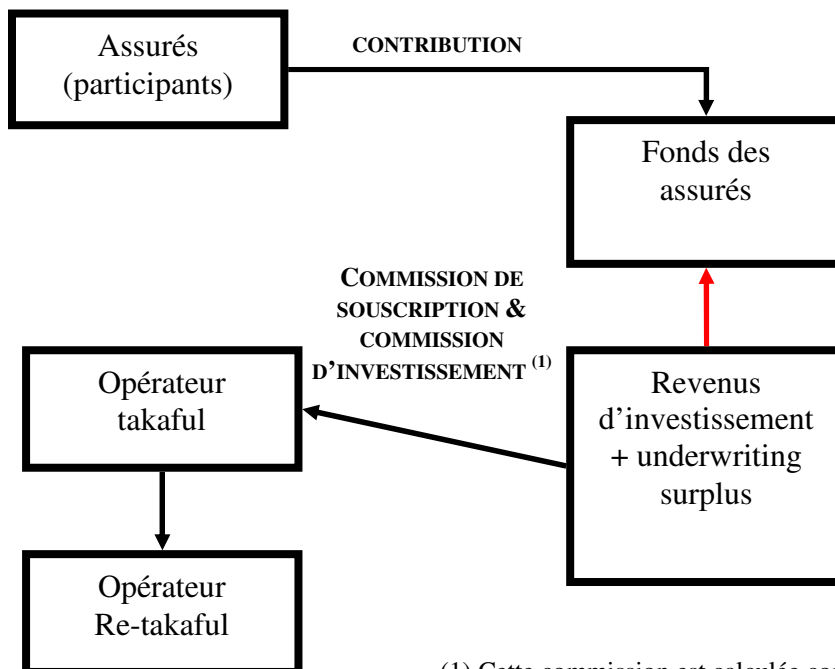 Assurés
(participants)
CONTRIBUTION
Fonds des
assurés
COMMISSION DE
SOUSCRIPTION &
COMMISSION
D’INVESTISSEMENT (1)
Opérateur
takaful
Revenus
d’investissement
+ underwriting
surplus
Opérateur
Re-takaful
(1) Cette commission est calculée